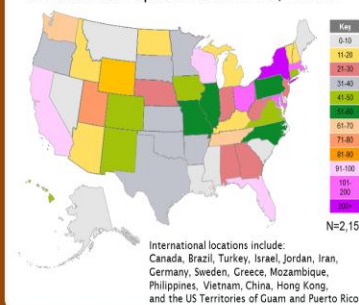 Key
0-10
11-20
21-30
31-40
41-50
61-70
71-80
81-90
91-100
101-
200
200+
N=2,15
International locations include:
Canada, Brazil, Turkey, Israel, Jordan, Iran,
Germany, Sweden, Greece, Mozambique,
Philippines, Vietnam, China, Hong Kong,
and the US Territories of Guam and Puerto Rico